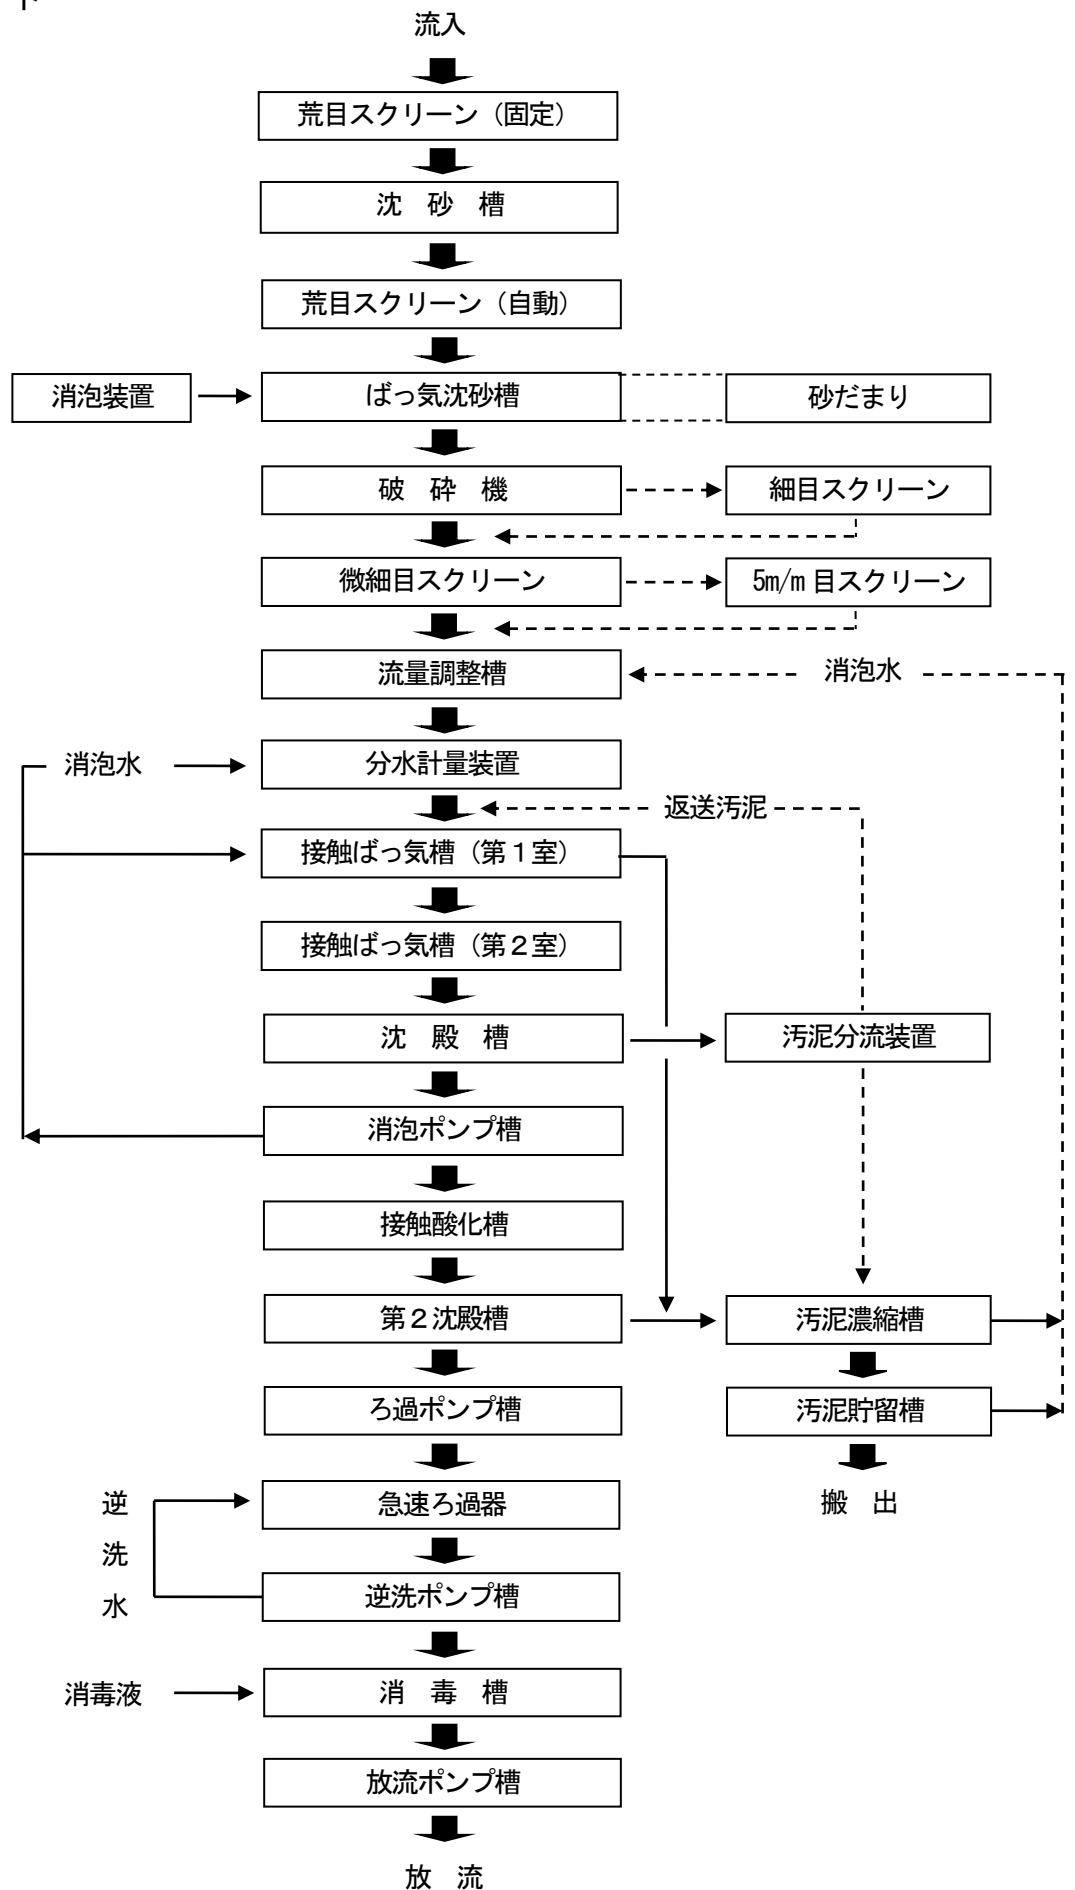 流入
荒目スクリーン（固定）
沈　砂　槽
荒目スクリーン（自動）
消泡装置
ばっ気沈砂槽
砂だまり
破　砕　機
細目スクリーン
微細目スクリーン
5m/m 目スクリーン
流量調整槽
消泡水
消泡水
分水計量装置
返送汚泥
接触ばっ気槽（第１室）
接触ばっ気槽（第２室）
沈　殿　槽
汚泥分流装置
消泡ポンプ槽
接触酸化槽
第２沈殿槽
汚泥濃縮槽
ろ過ポンプ槽
汚泥貯留槽
逆洗水
急速ろ過器
搬　出
逆洗ポンプ槽
消毒液
消　毒　槽
放流ポンプ槽
放　流